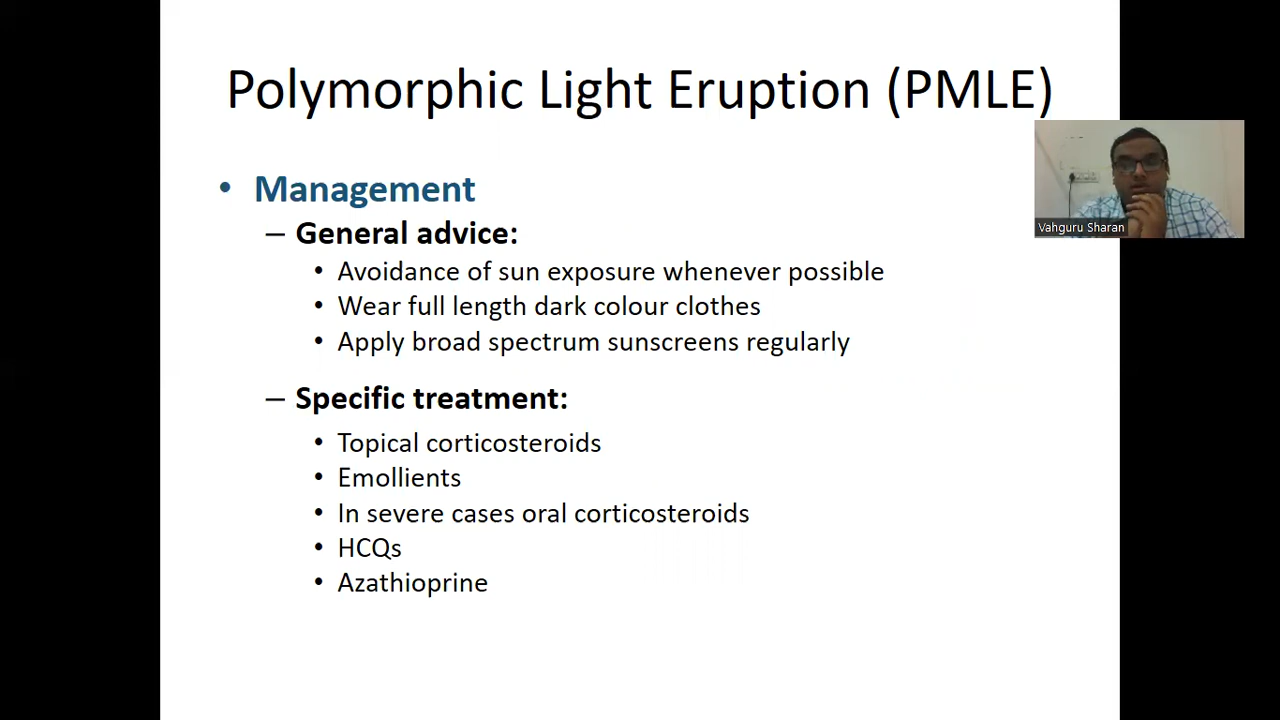 Polymorphic Light Eruption (PMLE)
• Management
– General advice:
• Avoidance of sun exposure whenever possible
• Wear full length dark colour clothes
• Apply broad spectrum sunscreens regularly
– Specific treatment:
• Topical corticosteroids
• Emollients
• In severe cases oral corticosteroids
• HCQs
• Azathioprine
Vahguru Sharan